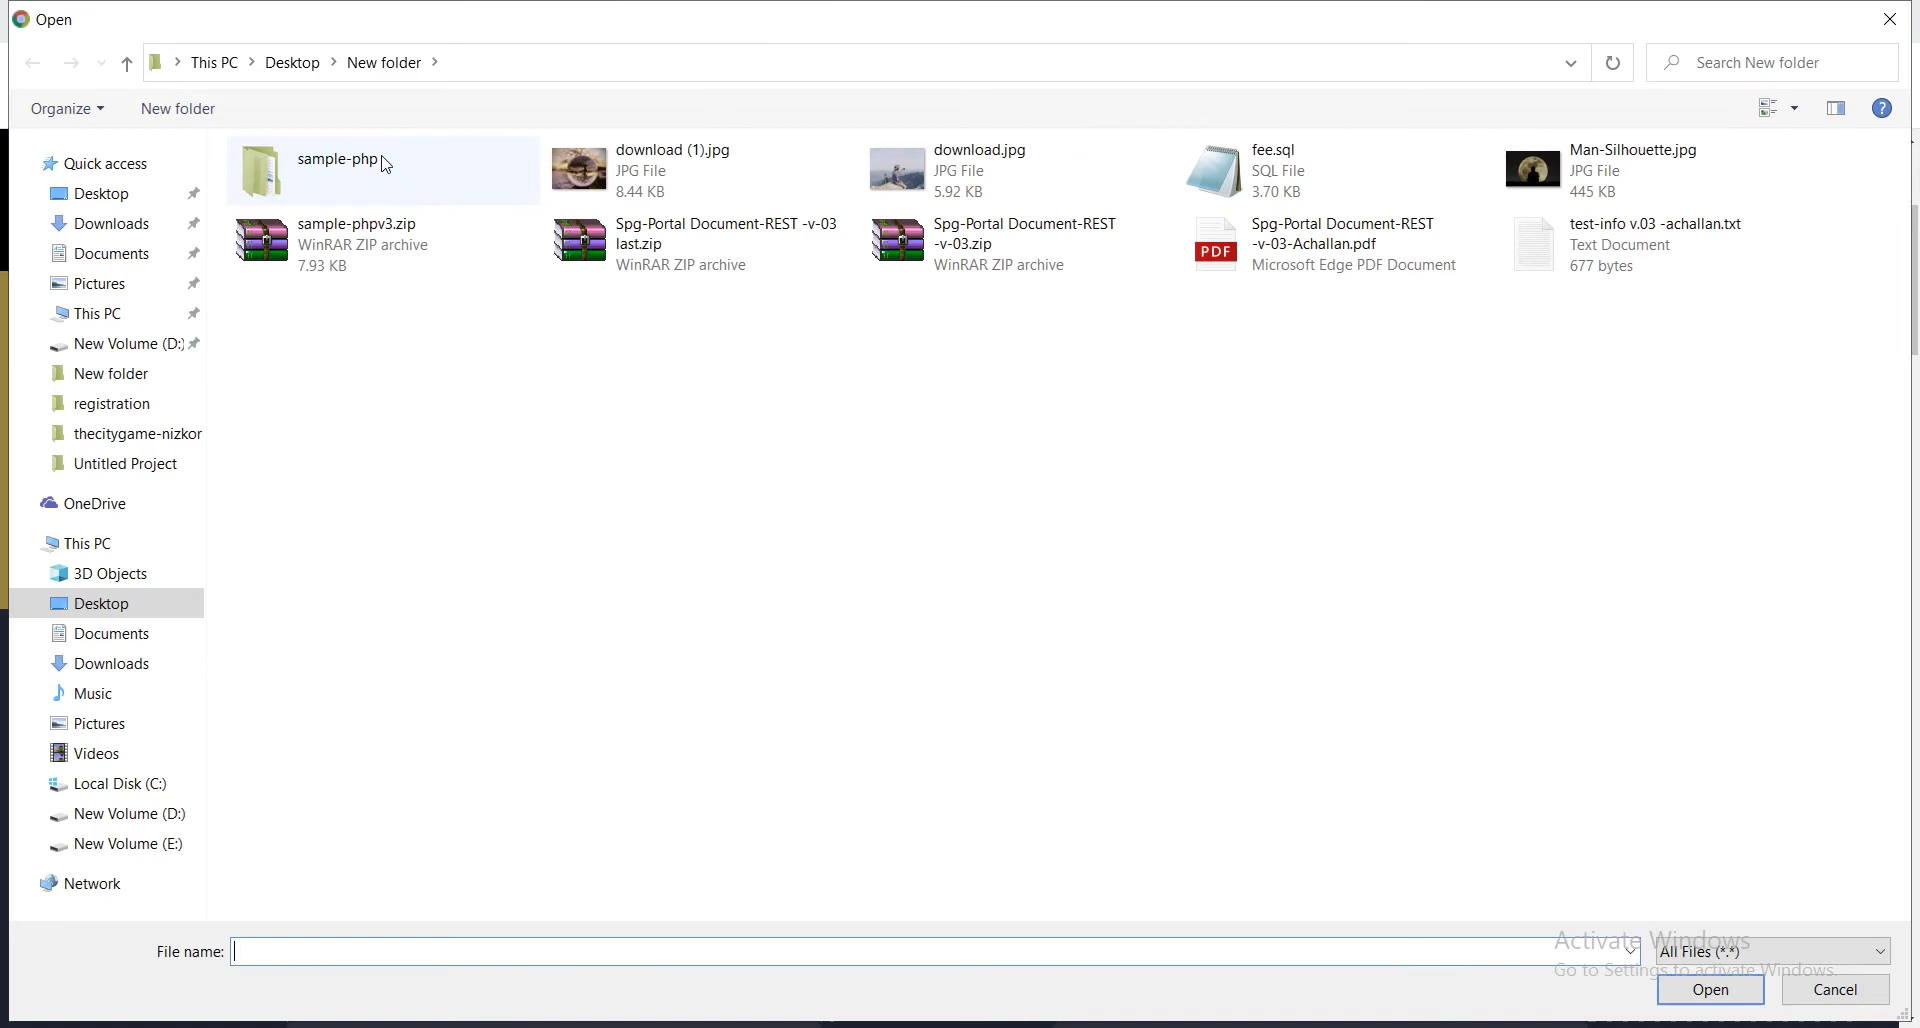 Open
This PC > Desktop > New folder >
Search New folder
Organize
New folder
Quick access
Desktop
Downloads
Documents
Pictures
This PC
New Volume (D:)
New folder
registration
thecitygame-nizkor
Untitled Project
OneDrive
This PC
3D Objects
Desktop
Documents
Downloads
Music
Pictures
Videos
Local Disk (C:)
New Volume (D:)
New Volume (E:)
Network
sample-php
download (1).jpg
JPG File
8.44 KB
download.jpg
JPG File
5.92 KB
fee.sql
SQL File
3.70 KB
Man-Silhouette.jpg
JPG File
445 KB
sample-phpv3.zip
WinRAR ZIP archive
7.93 KB
Spg-Portal Document-REST -v-03
last.zip
WinRAR ZIP archive
Spg-Portal Document-REST
-v-03.zip
WinRAR ZIP archive
PDF
Spg-Portal Document-REST
-v-03-Achallan.pdf
Microsoft Edge PDF Document
test-info v.03 -achallan.txt
Text Document
677 bytes
File name:
All Files (*.*)
Activate Windows
Go to Settings to activate Windows.
Open
Cancel